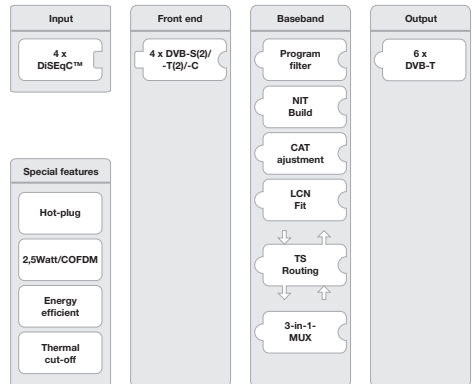 Input
4 x
DiSEqC™
Front end
4 x DVB-S(2)/
-T(2)/-C
Baseband
Program
filter
NIT
Build
CAT
ajustment
LCN
Fit
TS
Routing
3-in-1-
MUX
Output
6 x
DVB-T
Special features
Hot-plug
2,5Watt/COFDM
Energy
efficient
Thermal
cut-off